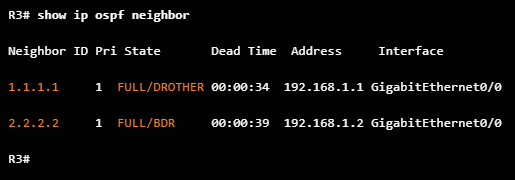 R3# show ip ospf neighbor
Neighbor ID Pri State Dead Time Address Interface
1.1.1.1 1 FULL/DROTHER 00:00:34 192.168.1.1 GigabitEthernet0/0
2.2.2.2 1 FULL/BDR 00:00:39 192.168.1.2 GigabitEthernet0/0
R3#